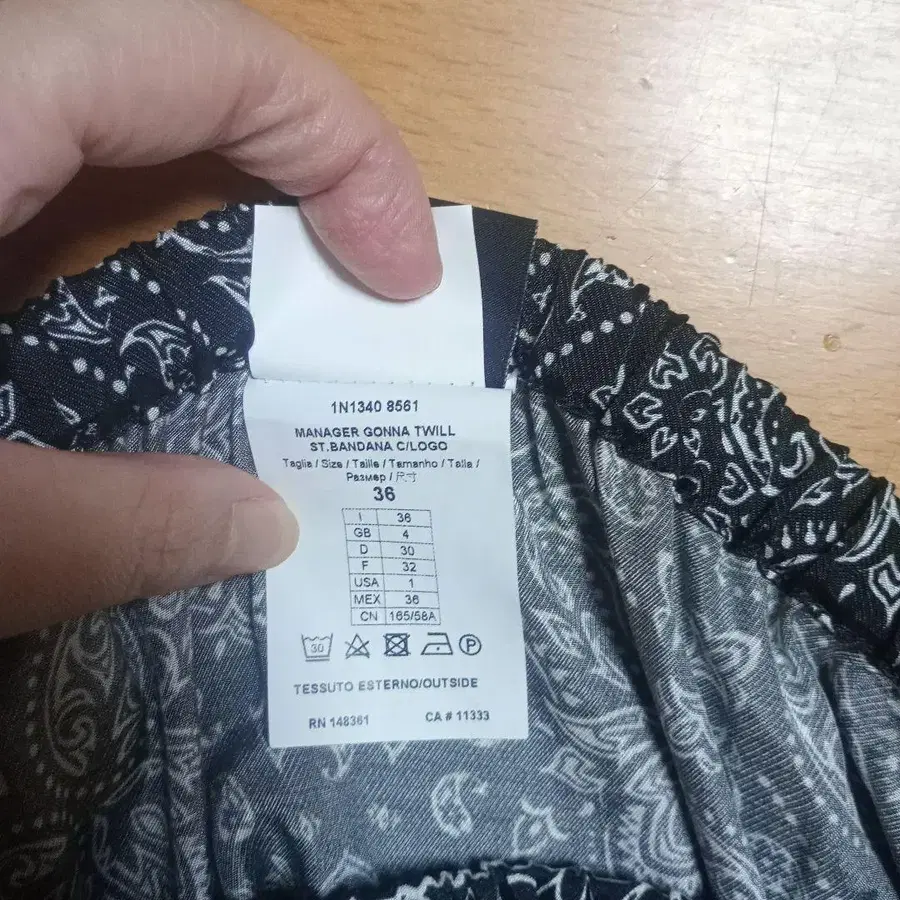 1N1340 8561
MANAGER GONNA TWILL
ST.BANDANA C/LOGO
Taglia / Size / Taille / Tamanho / Talla /
Размер / 尺寸
36
I 36
GB 4
D 30
F 32
USA 1
MEX 36
CN 165/58A
30 P
TESSUTO ESTERNO/OUTSIDE
RN 148361 CA # 11333